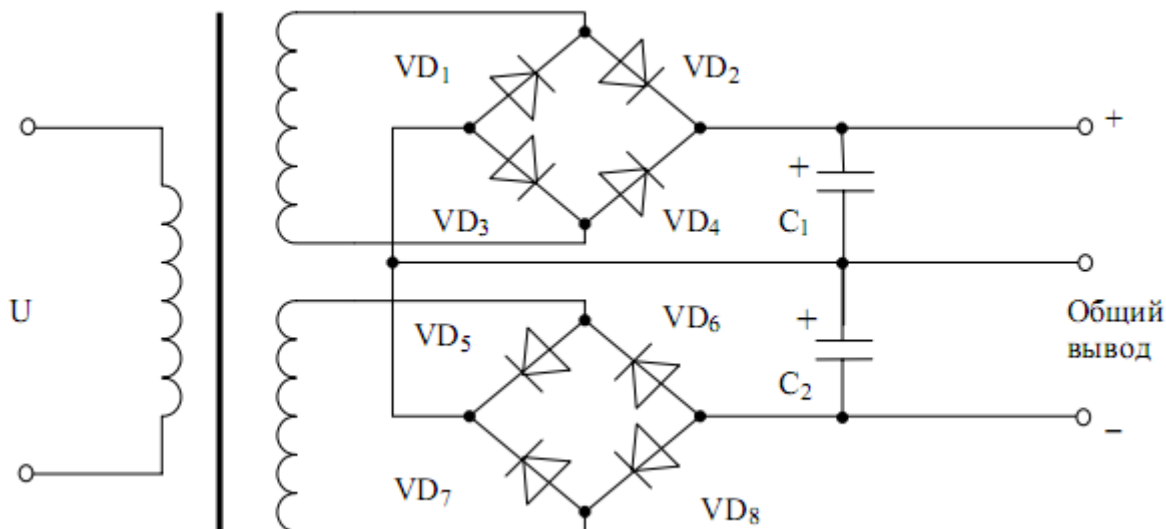 VD₁
VD₂
+
+
VD₃
VD₄
C₁
U
VD₅
VD₆
+
Общий
вывод
C₂
–
VD₇
VD₈